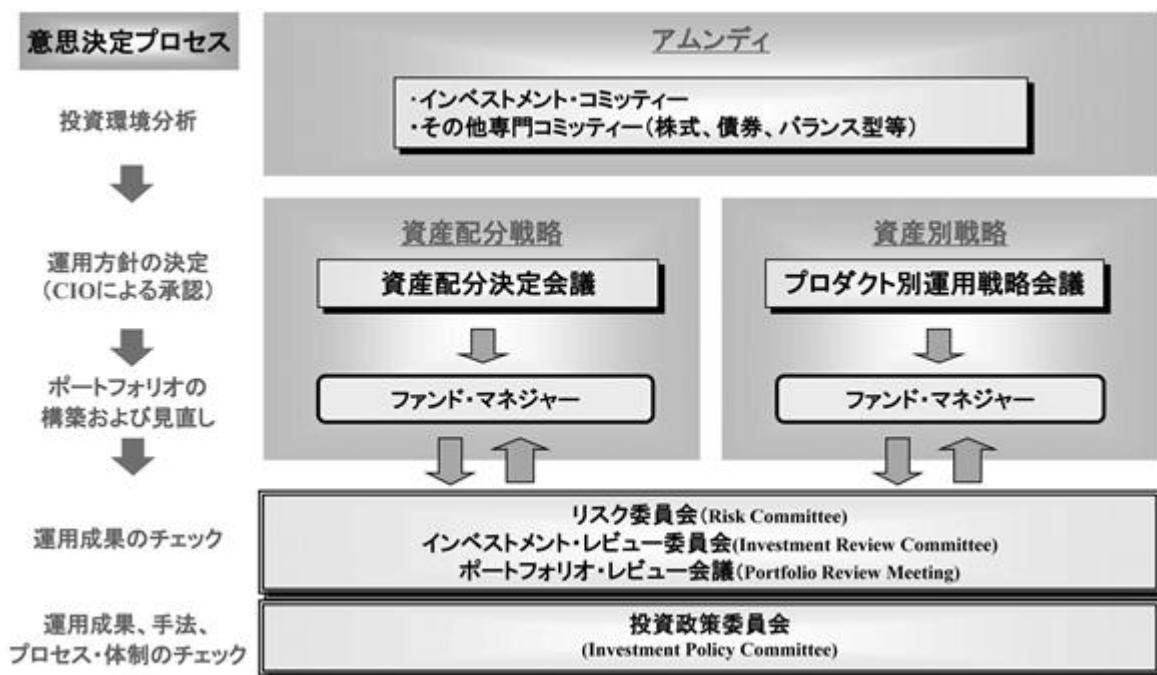 意思決定プロセス
アムンディ
投資環境分析
・インベストメント・コミッティー
・その他専門コミッティー(株式、債券、バランス型等)
資産配分戦略
資産別戦略
運用方針の決定
(CIOによる承認)
資産配分決定会議
プロダクト別運用戦略会議
ポートフォリオの
構築および見直し
ファンド・マネジャー
ファンド・マネジャー
運用成果のチェック
リスク委員会(Risk Committee)
インベストメント・レビュー委員会(Investment Review Committee)
ポートフォリオ・レビュー会議(Portfolio Review Meeting)
運用成果、手法、
プロセス・体制のチェック
投資政策委員会
(Investment Policy Committee)